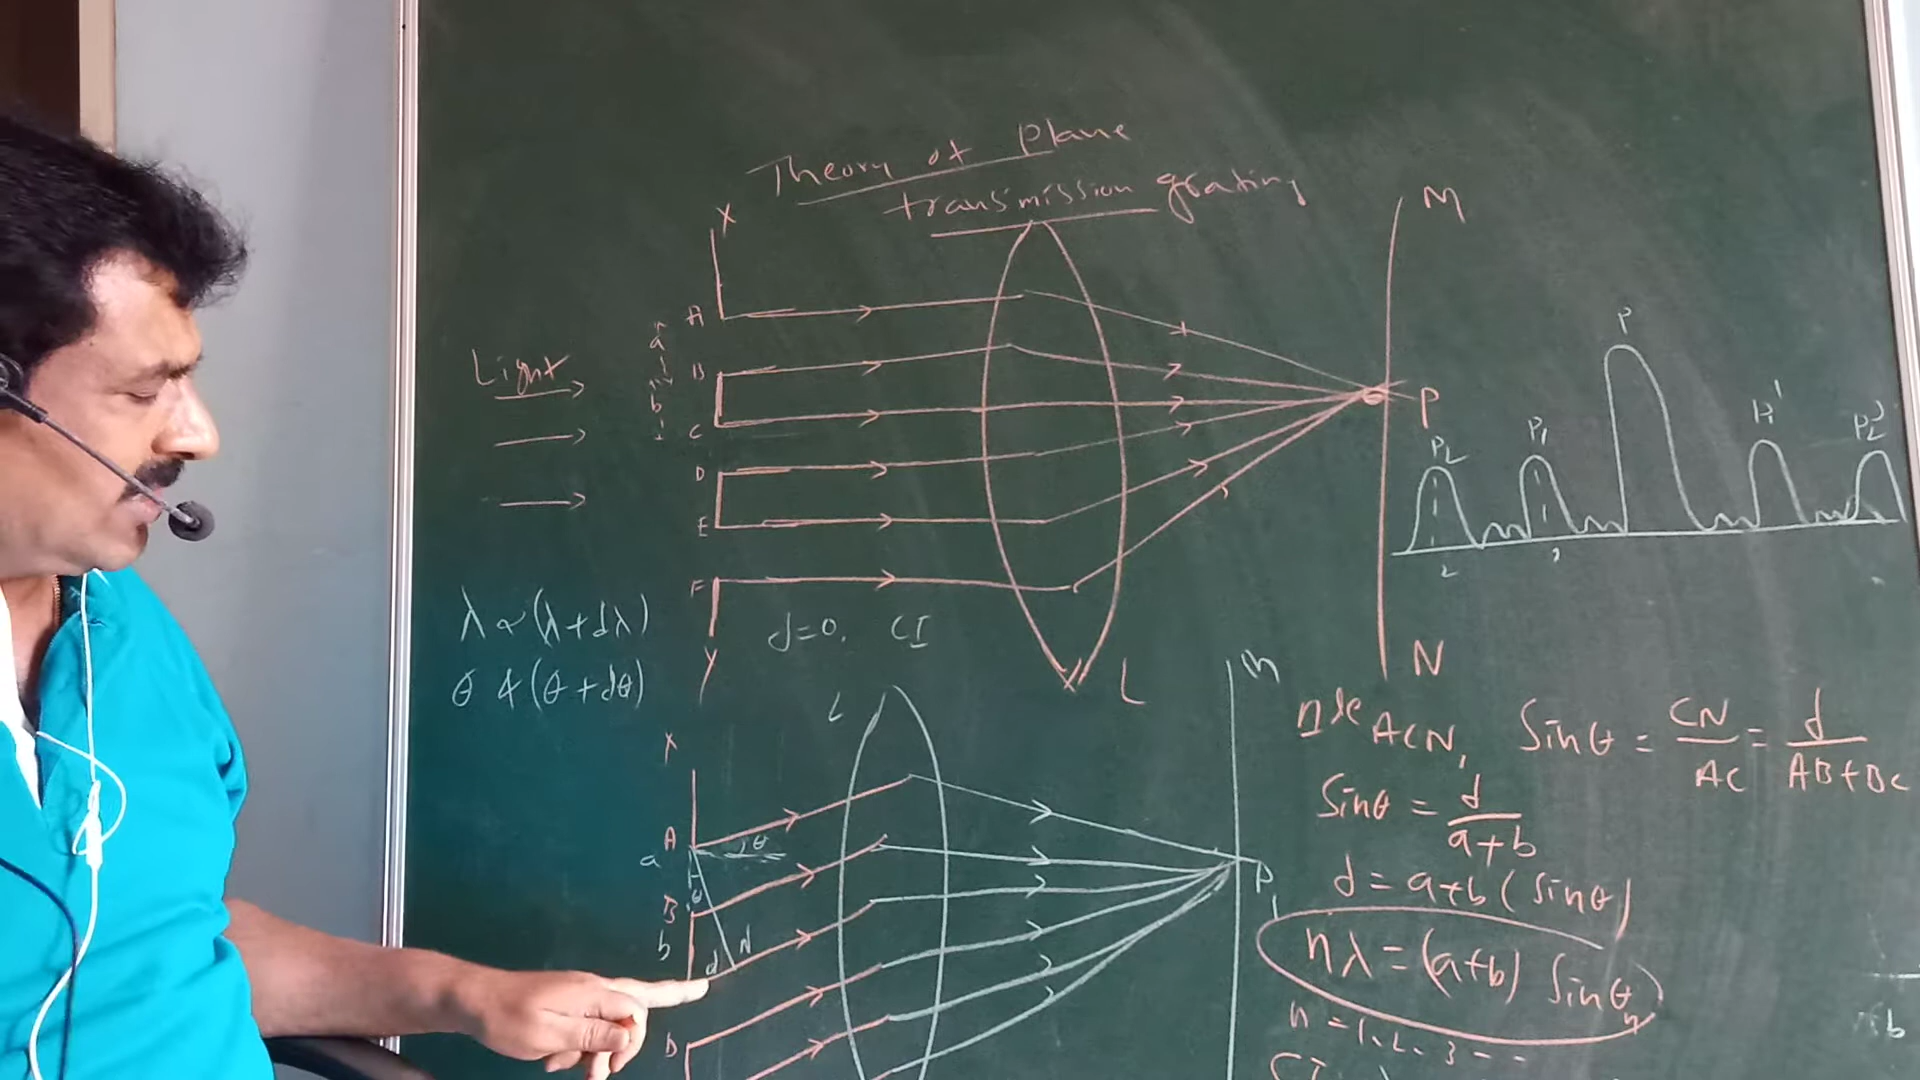 Theory of Plane
transmission grating
X
M
A
a
B
b
C
D
E
F
Y
Light
P
L
N
d=0, CI
P
P2 P1 P1' P2'
λ & (λ+dλ)
θ & (θ+dθ)
L
X
M
A
a
θ
B
θ
b
d
N
D
P1
ACN, Sinθ = CN/AC = d/AB+BC
Sinθ = d/a+b
d = a+b (sinθ)
nλ = (a+b) Sinθn
n = 1, 2, 3 - -